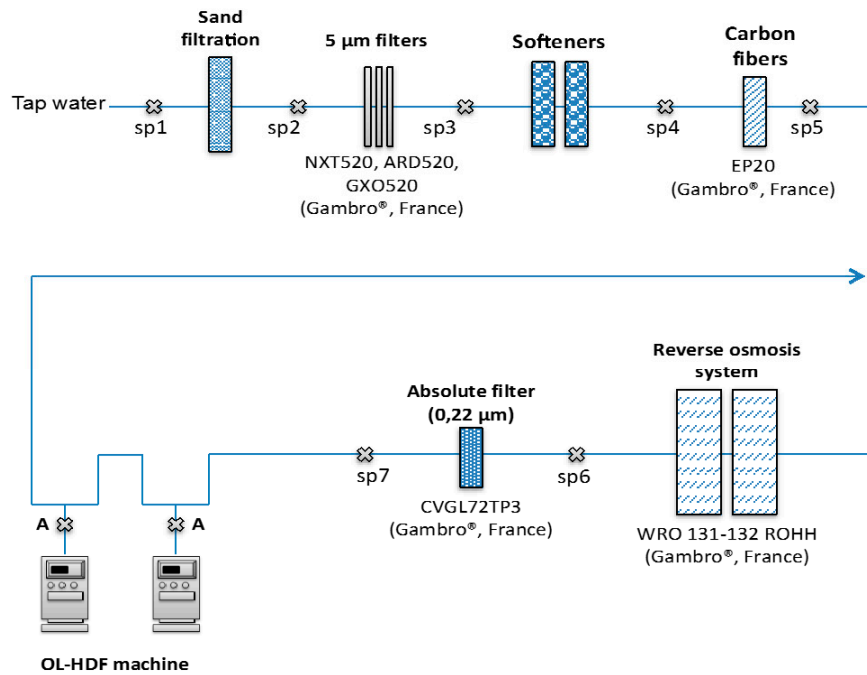 Sand
filtration
5 µm filters
Softeners
Carbon
fibers
Tap water
sp1
sp2
sp3
sp4
sp5
NXT520, ARD520,
GXO520
(Gambro®, France)
EP20
(Gambro®, France)
Reverse osmosis
system
Absolute filter
(0,22 µm)
sp7
sp6
CVGL72TP3
(Gambro®, France)
WRO 131-132 ROHH
(Gambro®, France)
A
A
OL-HDF machine